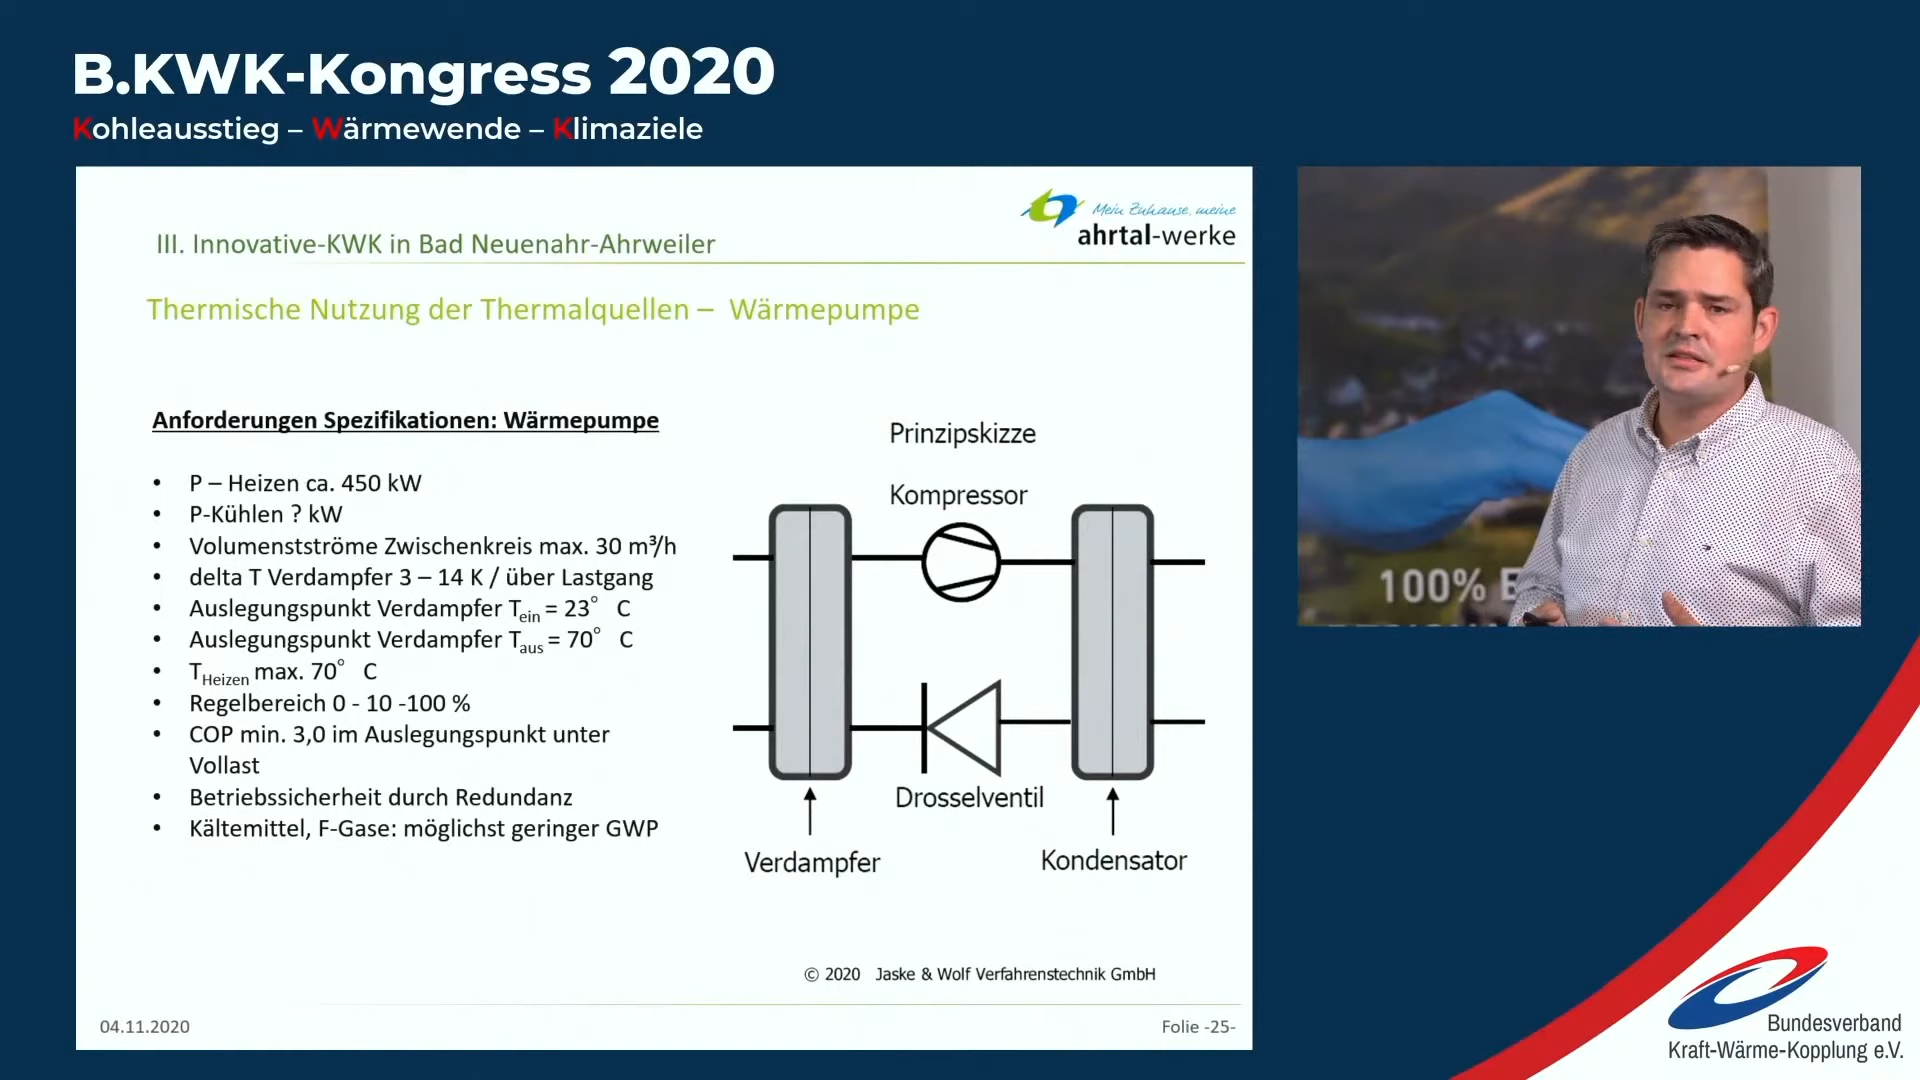 B.KWK-Kongress 2020
Kohleausstieg – Wärmewende – Klimaziele
Mein Zuhause, meine
ahrtal-werke
III. Innovative-KWK in Bad Neuenahr-Ahrweiler
Thermische Nutzung der Thermalquellen – Wärmepumpe
Anforderungen Spezifikationen: Wärmepumpe
• P – Heizen ca. 450 kW
• P-Kühlen ? kW
• Volumenstströme Zwischenkreis max. 30 m³/h
• delta T Verdampfer 3 – 14 K / über Lastgang
• Auslegungspunkt Verdampfer Tein = 23° C
• Auslegungspunkt Verdampfer Taus = 70° C
• THeizen max. 70° C
• Regelbereich 0 - 10 -100 %
• COP min. 3,0 im Auslegungspunkt unter
Vollast
• Betriebssicherheit durch Redundanz
• Kältemittel, F-Gase: möglichst geringer GWP
Prinzipskizze
Kompressor
Drosselventil
Verdampfer
Kondensator
© 2020 Jaske & Wolf Verfahrenstechnik GmbH
04.11.2020
Folie -25-
100% E
Bundesverband
Kraft-Wärme-Kopplung e.V.